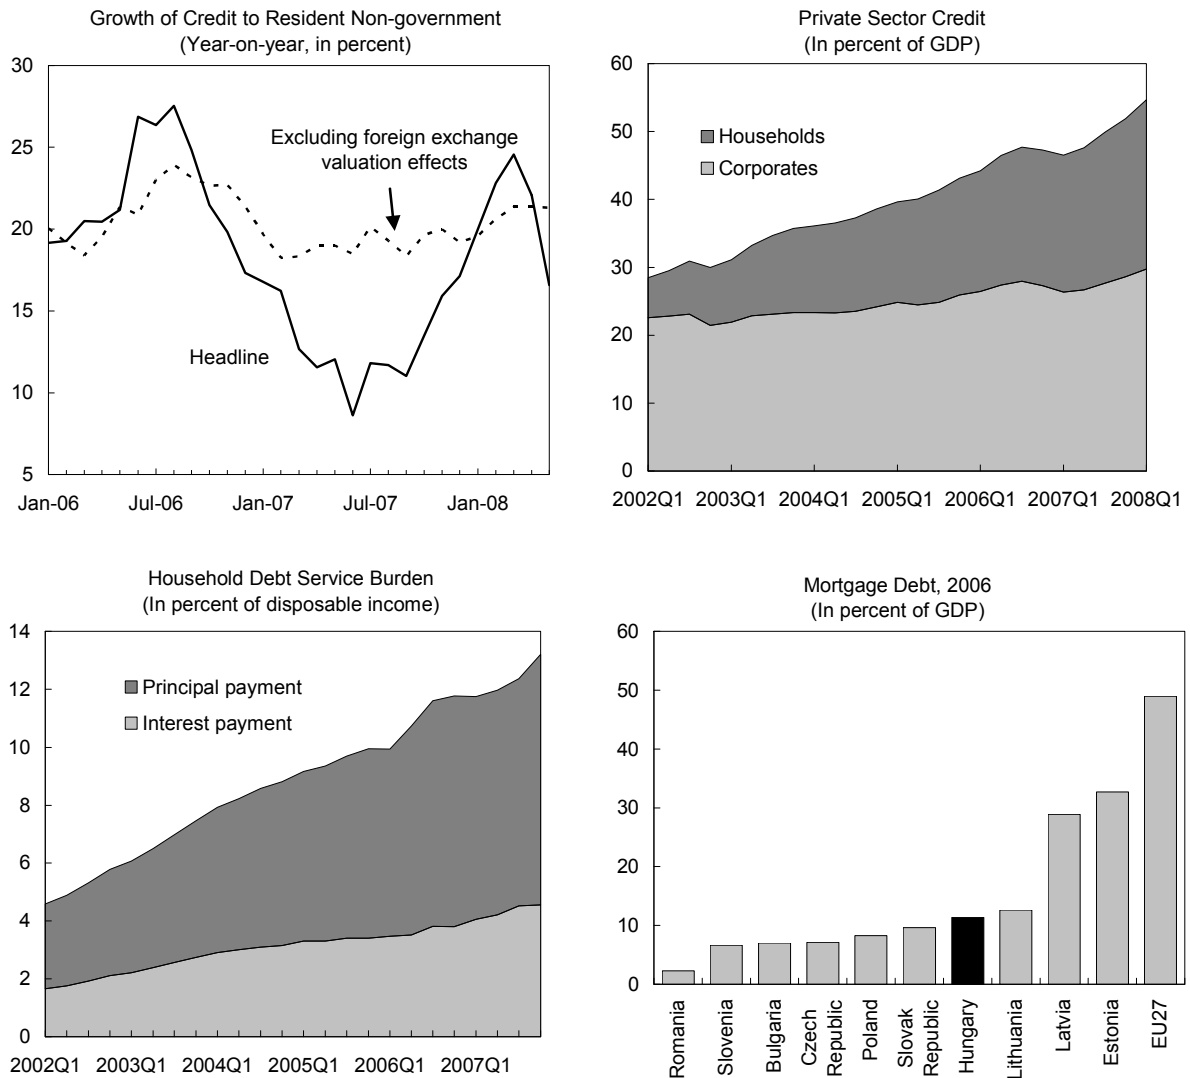 Growth of Credit to Resident Non-government
(Year-on-year, in percent)
30
25
20
15
10
5
Excluding foreign exchange
valuation effects
Headline
Jan-06
Jul-06
Jan-07
Jul-07
Jan-08
Private Sector Credit
(In percent of GDP)
60
50
40
30
20
10
0
Households
Corporates
2002Q1 2003Q1 2004Q1 2005Q1 2006Q1 2007Q1 2008Q1
Household Debt Service Burden
(In percent of disposable income)
14
12
10
8
6
4
2
0
Principal payment
Interest payment
2002Q1 2003Q1 2004Q1 2005Q1 2006Q1 2007Q1
Mortgage Debt, 2006
(In percent of GDP)
60
50
40
30
20
10
0
Romania
Slovenia
Bulgaria
Czech
Republic
Poland
Slovak
Republic
Hungary
Lithuania
Latvia
Estonia
EU27